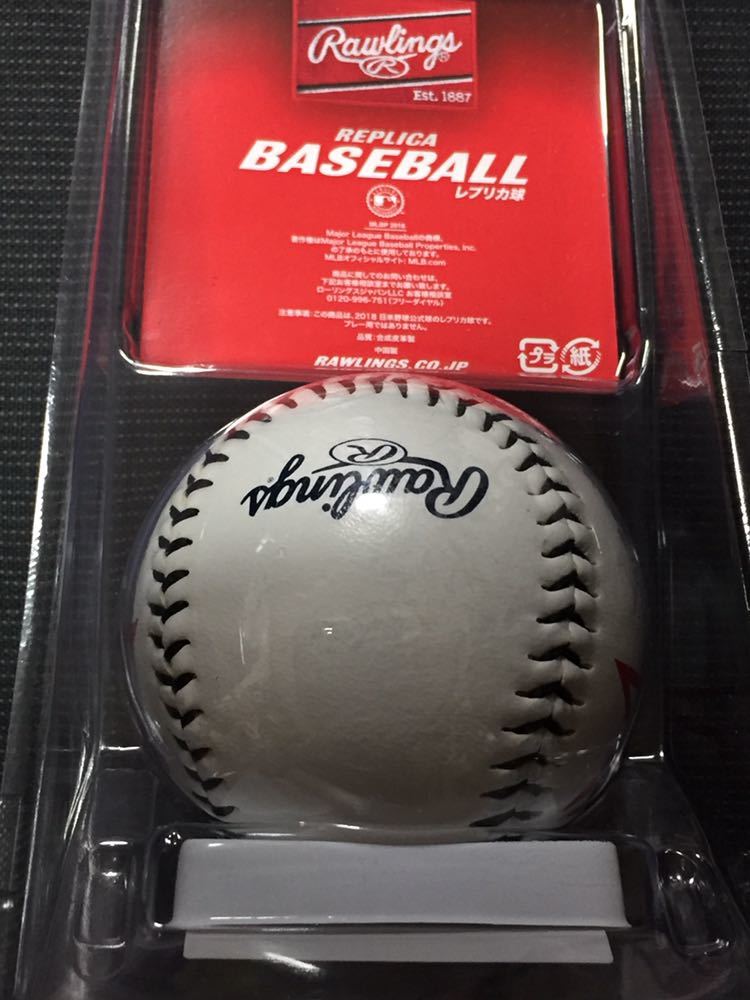 Rawlings
R
Est. 1887
REPLICA
BASEBALL
レプリカ球
MLBP 2018
Major League Baseballの商標、
著作権はMajor League Baseball Properties, Inc.
の了承のもとに使用しております。
MLBオフィシャルサイト: MLB.com
商品に関してのお問い合わせは、
下記お客様相談室までお願い致します。
ローリングスジャパンLLC お客様相談室
0120-996-751(フリーダイヤル)
注意事項：この商品は、2018 日米野球公式球のレプリカ球です。
プレー用ではありません。
品質：合成皮革製
中国製
RAWLINGS.CO.JP
プラ
紙
R
Rawlings